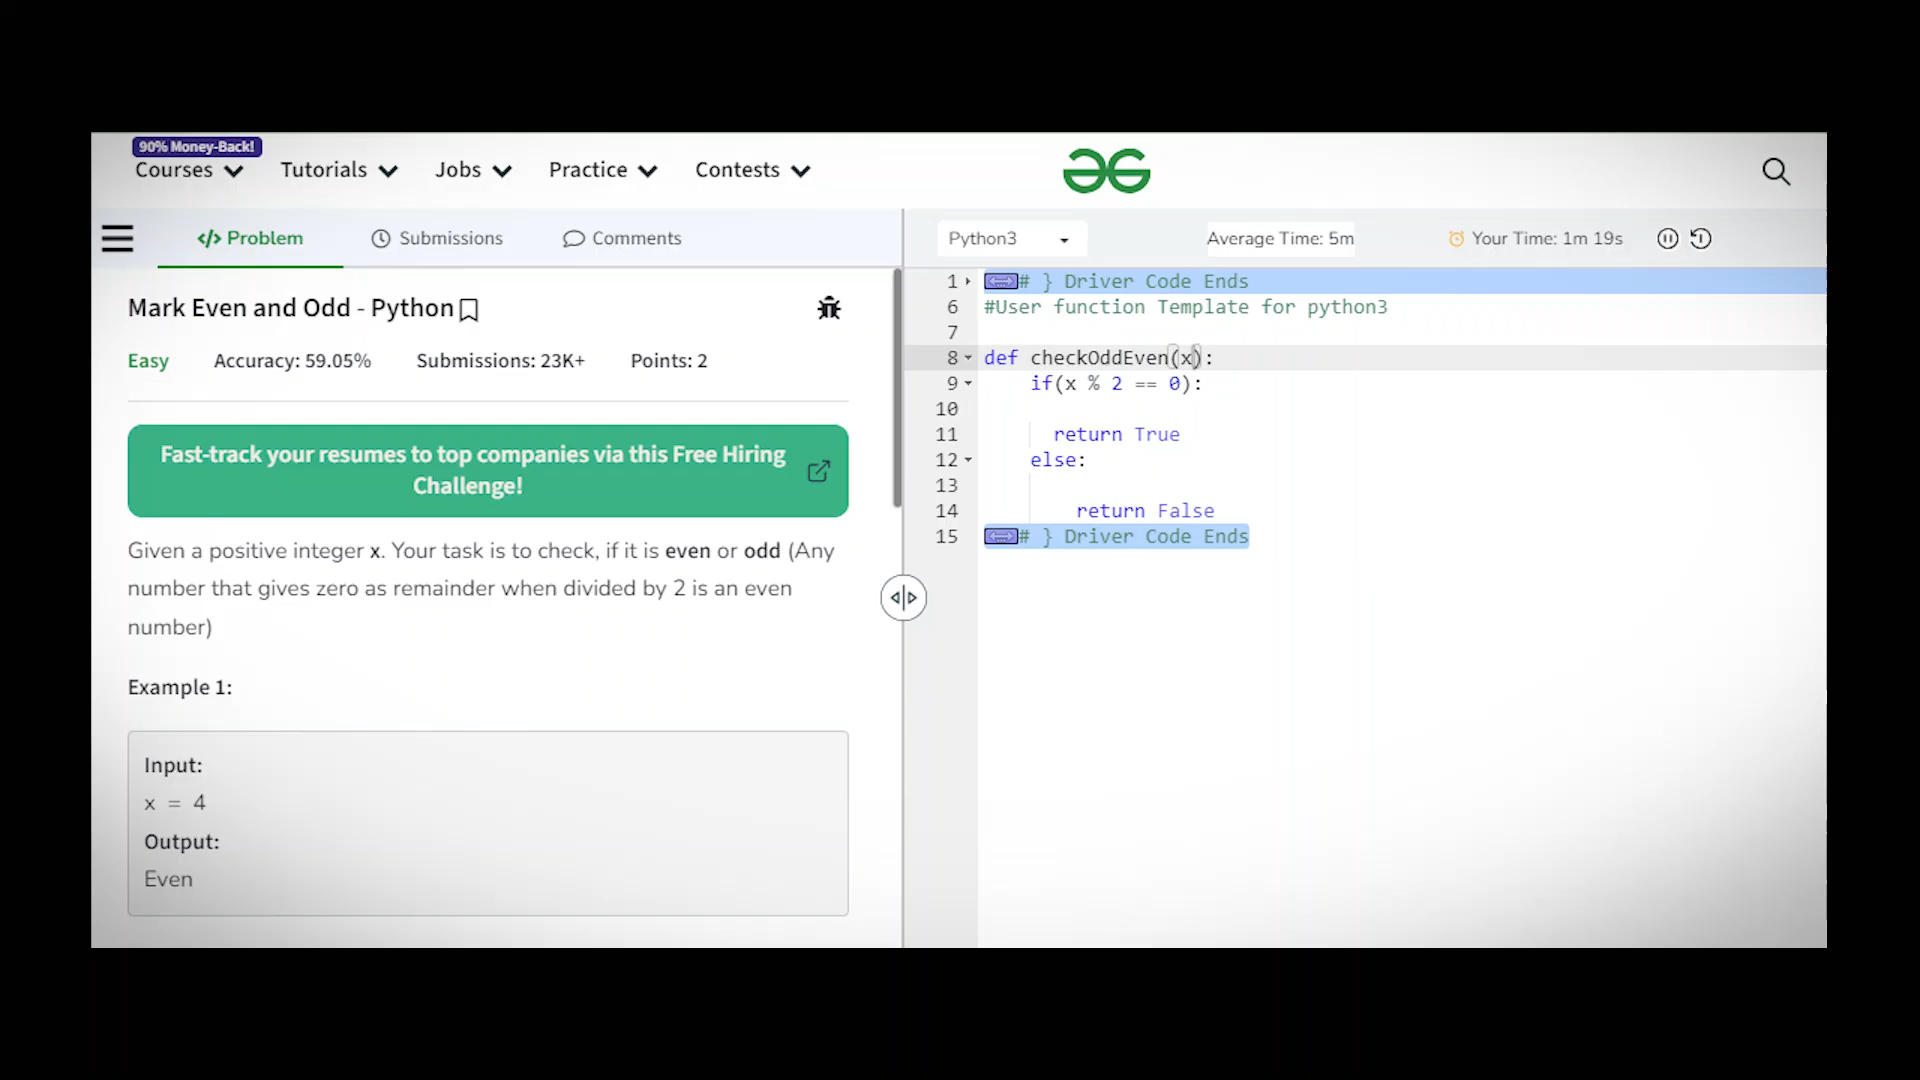 90% Money-Back!
Courses Tutorials Jobs Practice Contests
</> Problem Submissions Comments
Mark Even and Odd - Python
Easy Accuracy: 59.05% Submissions: 23K+ Points: 2
Fast-track your resumes to top companies via this Free Hiring
Challenge!
Given a positive integer x. Your task is to check, if it is even or odd (Any
number that gives zero as remainder when divided by 2 is an even
number)
Example 1:
Input:
x = 4
Output:
Even
Python3 Average Time: 5m Your Time: 1m 19s
1 # } Driver Code Ends
6 #User function Template for python3
7
8 def checkOddEven(x):
9 if(x % 2 == 0):
10
11 return True
12 else:
13
14 return False
15 # } Driver Code Ends